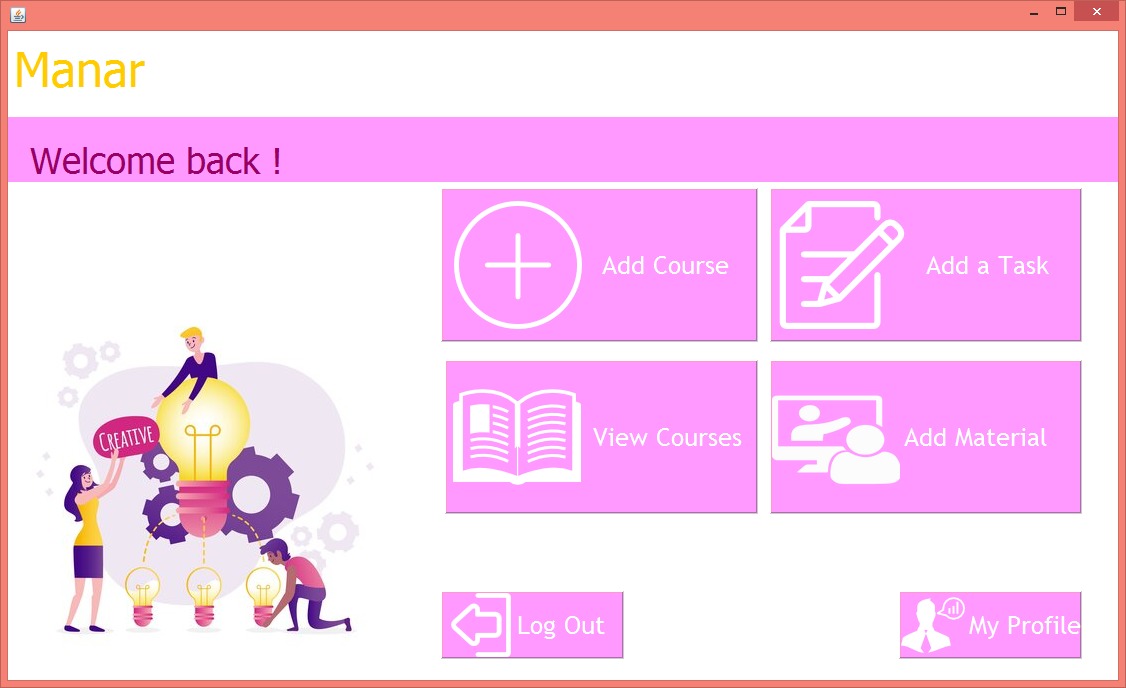 Manar
Welcome back !
Add Course
Add a Task
CREATIVE
View Courses
Add Material
Log Out
My Profile